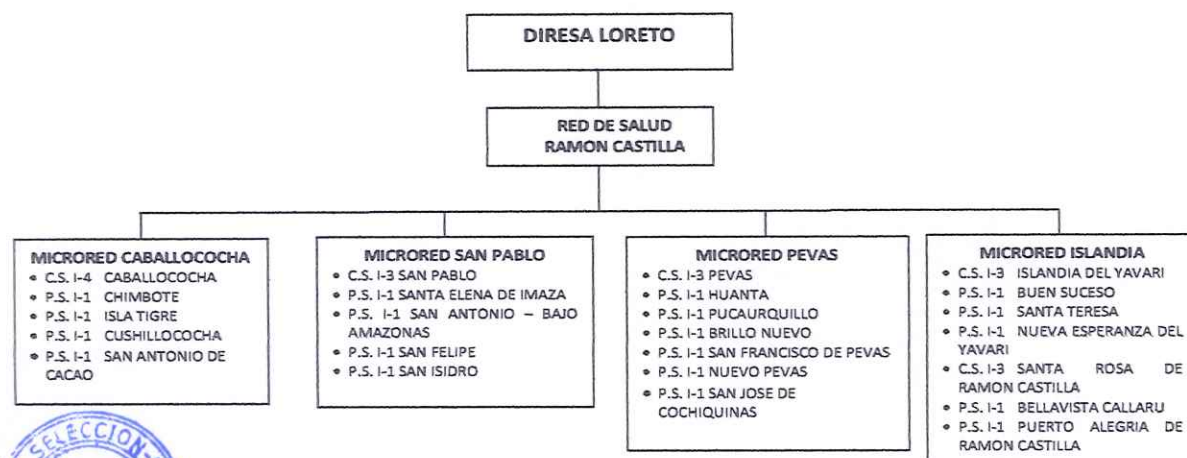 DIRESA LORETO
RED DE SALUD
RAMON CASTILLA
MICRORED CABALLOCOCHA
• C.S. I-4 CABALLOCOCHA
• P.S. I-1 CHIMBOTE
• P.S. I-1 ISLA TIGRE
• P.S. I-1 CUSHILLOCOCHA
• P.S. I-1 SAN ANTONIO DE
CACAO
MICRORED SAN PABLO
• C.S. I-3 SAN PABLO
• P.S. I-1 SANTA ELENA DE IMAZA
• P.S. I-1 SAN ANTONIO – BAJO
AMAZONAS
• P.S. I-1 SAN FELIPE
• P.S. I-1 SAN ISIDRO
MICRORED PEVAS
• C.S. I-3 PEVAS
• P.S. I-1 HUANTA
• P.S. I-1 PUCAURQUILLO
• P.S. I-1 BRILLO NUEVO
• P.S. I-1 SAN FRANCISCO DE PEVAS
• P.S. I-1 NUEVO PEVAS
• P.S. I-1 SAN JOSE DE
COCHIQUINAS
MICRORED ISLANDIA
• C.S. I-3 ISLANDIA DEL YAVARI
• P.S. I-1 BUEN SUCESO
• P.S. I-1 SANTA TERESA
• P.S. I-1 NUEVA ESPERANZA DEL
YAVARI
• C.S. I-3 SANTA ROSA DE
RAMON CASTILLA
• P.S. I-1 BELLAVISTA CALLARU
• P.S. I-1 PUERTO ALEGRIA DE
RAMON CASTILLA
SELECCION